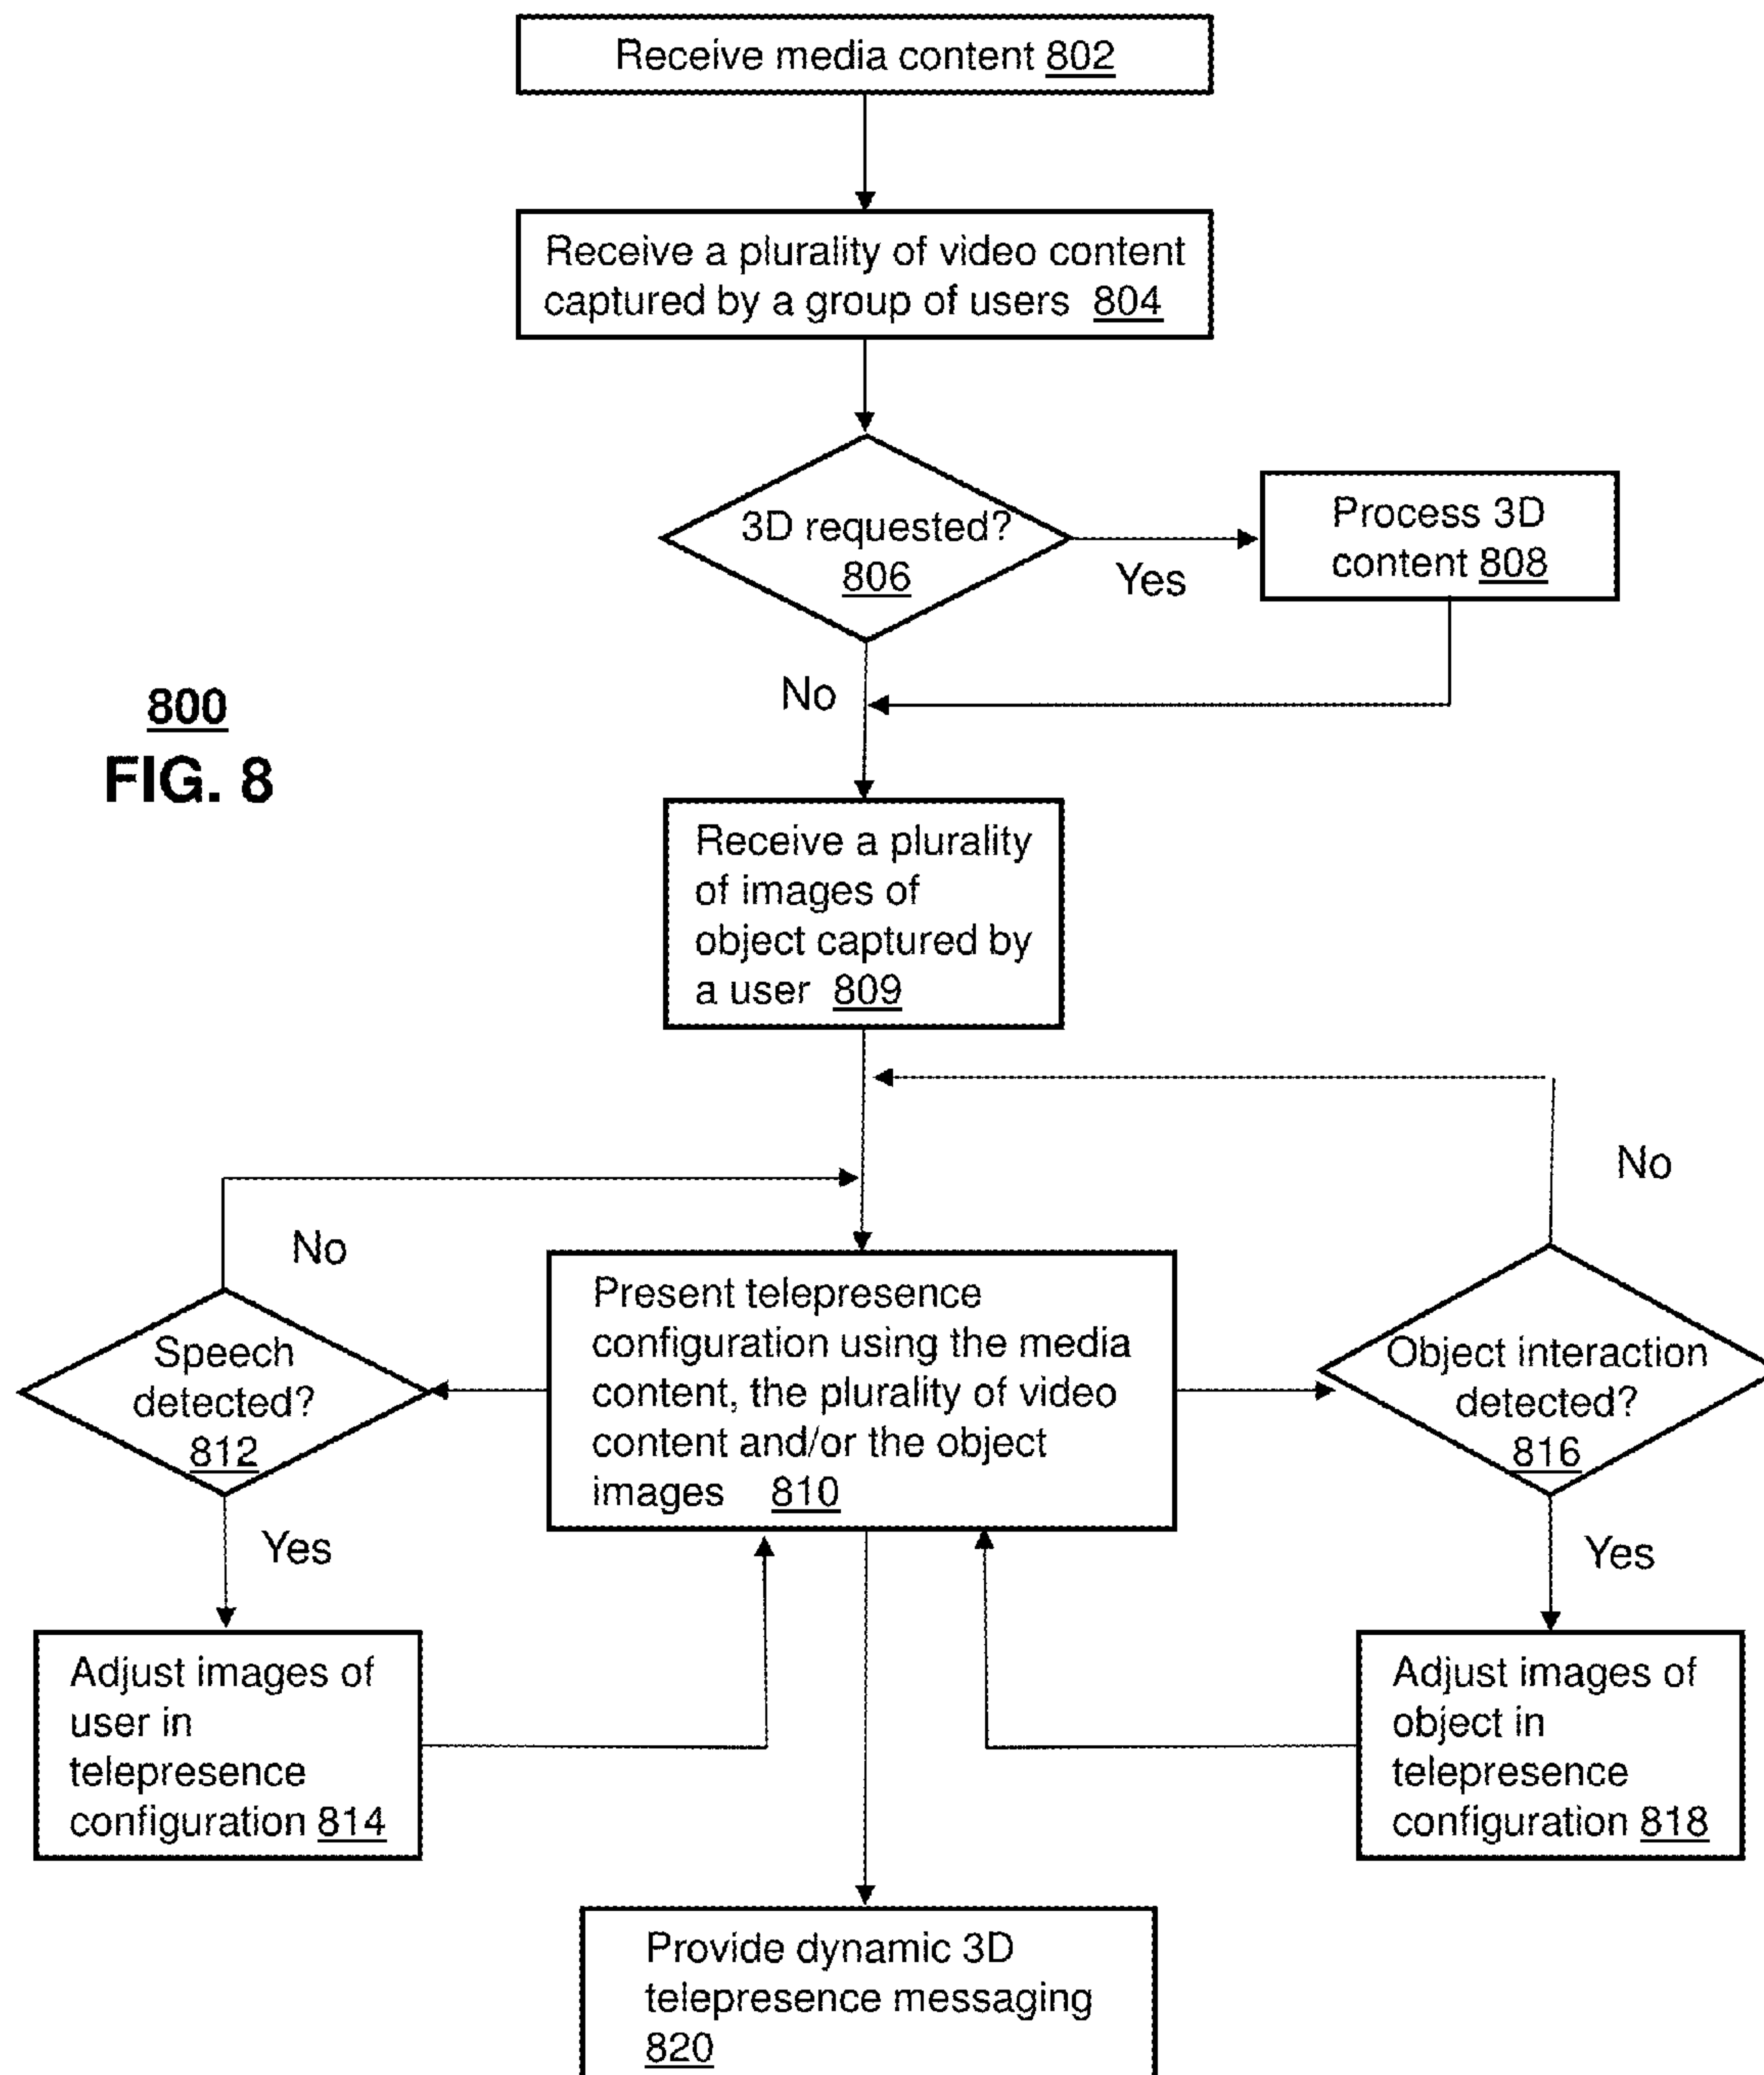 Receive media content 802
Receive a plurality of video content
captured by a group of users 804
3D requested?
806
Yes
Process 3D
content 808
No
800
FIG. 8
Receive a plurality
of images of
object captured by
a user 809
No
No
Present telepresence
configuration using the media
content, the plurality of video
content and/or the object
images 810
Speech
detected?
812
Object interaction
detected?
816
Yes
Yes
Adjust images of
user in
telepresence
configuration 814
Adjust images of
object in
telepresence
configuration 818
Provide dynamic 3D
telepresence messaging
820